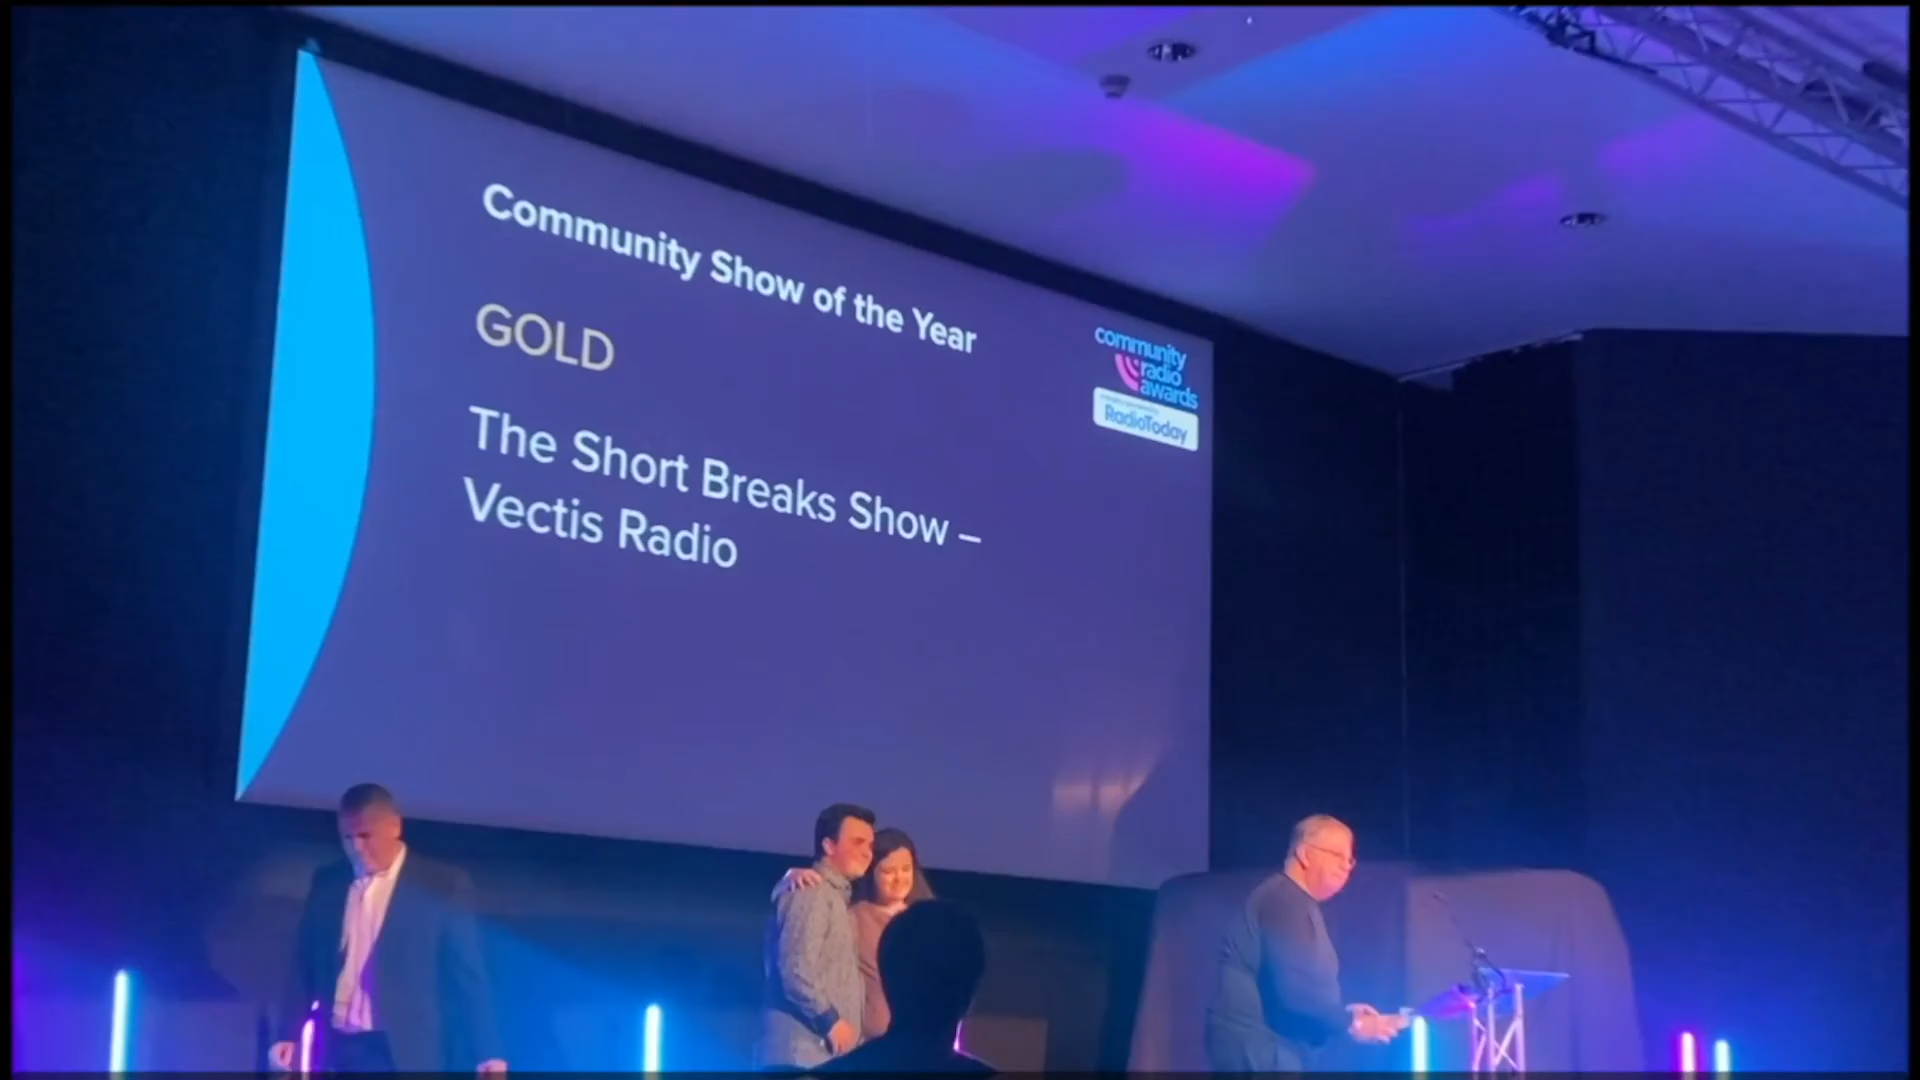 Community Show of the Year
GOLD
The Short Breaks Show –
Vectis Radio
community
radio
awards
RadioToday